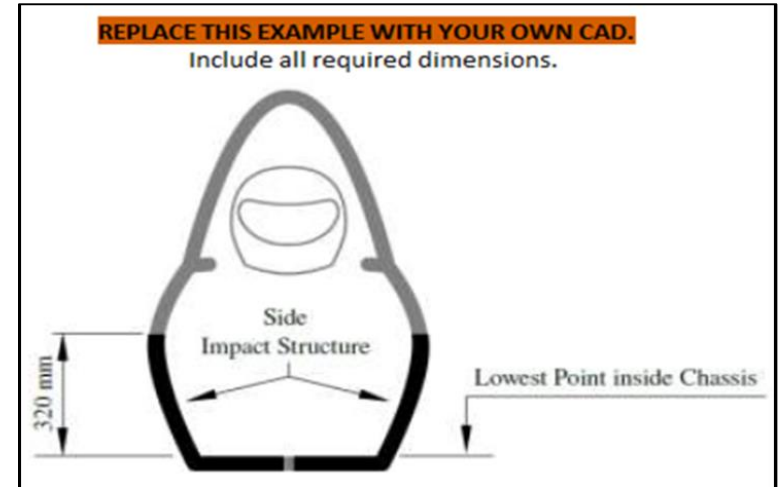 REPLACE THIS EXAMPLE WITH YOUR OWN CAD.
Include all required dimensions.
Side
Impact Structure
Lowest Point inside Chassis
320 mm